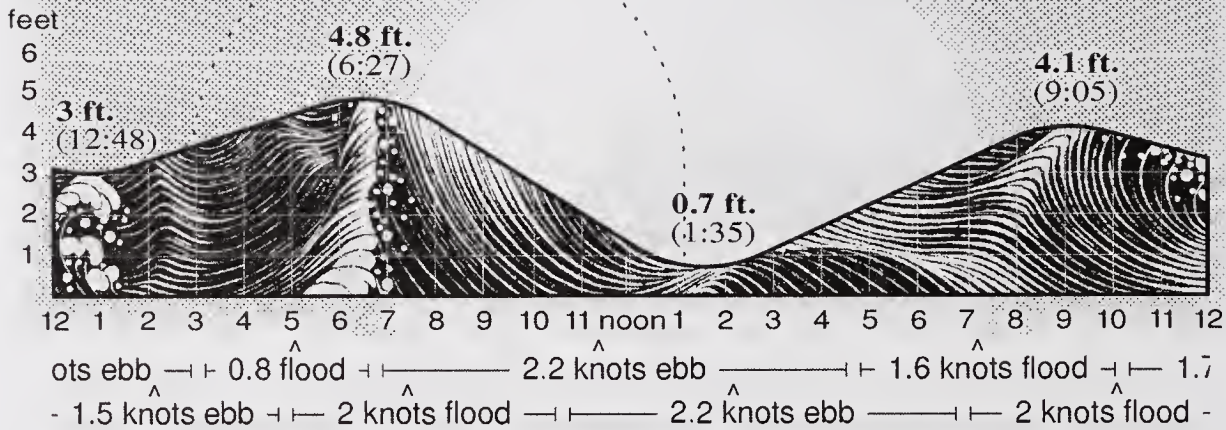 feet
6
5
4
3
2
1
3 ft.
(12:48)
4.8 ft.
(6:27)
0.7 ft.
(1:35)
4.1 ft.
(9:05)
12 1 2 3 4 5 6 7 8 9 10 11 noon 1 2 3 4 5 6 7 8 9 10 11 12
ots ebb 0.8 flood 2.2 knots ebb 1.6 knots flood 1.7
1.5 knots ebb 2 knots flood 2.2 knots ebb 2 knots flood